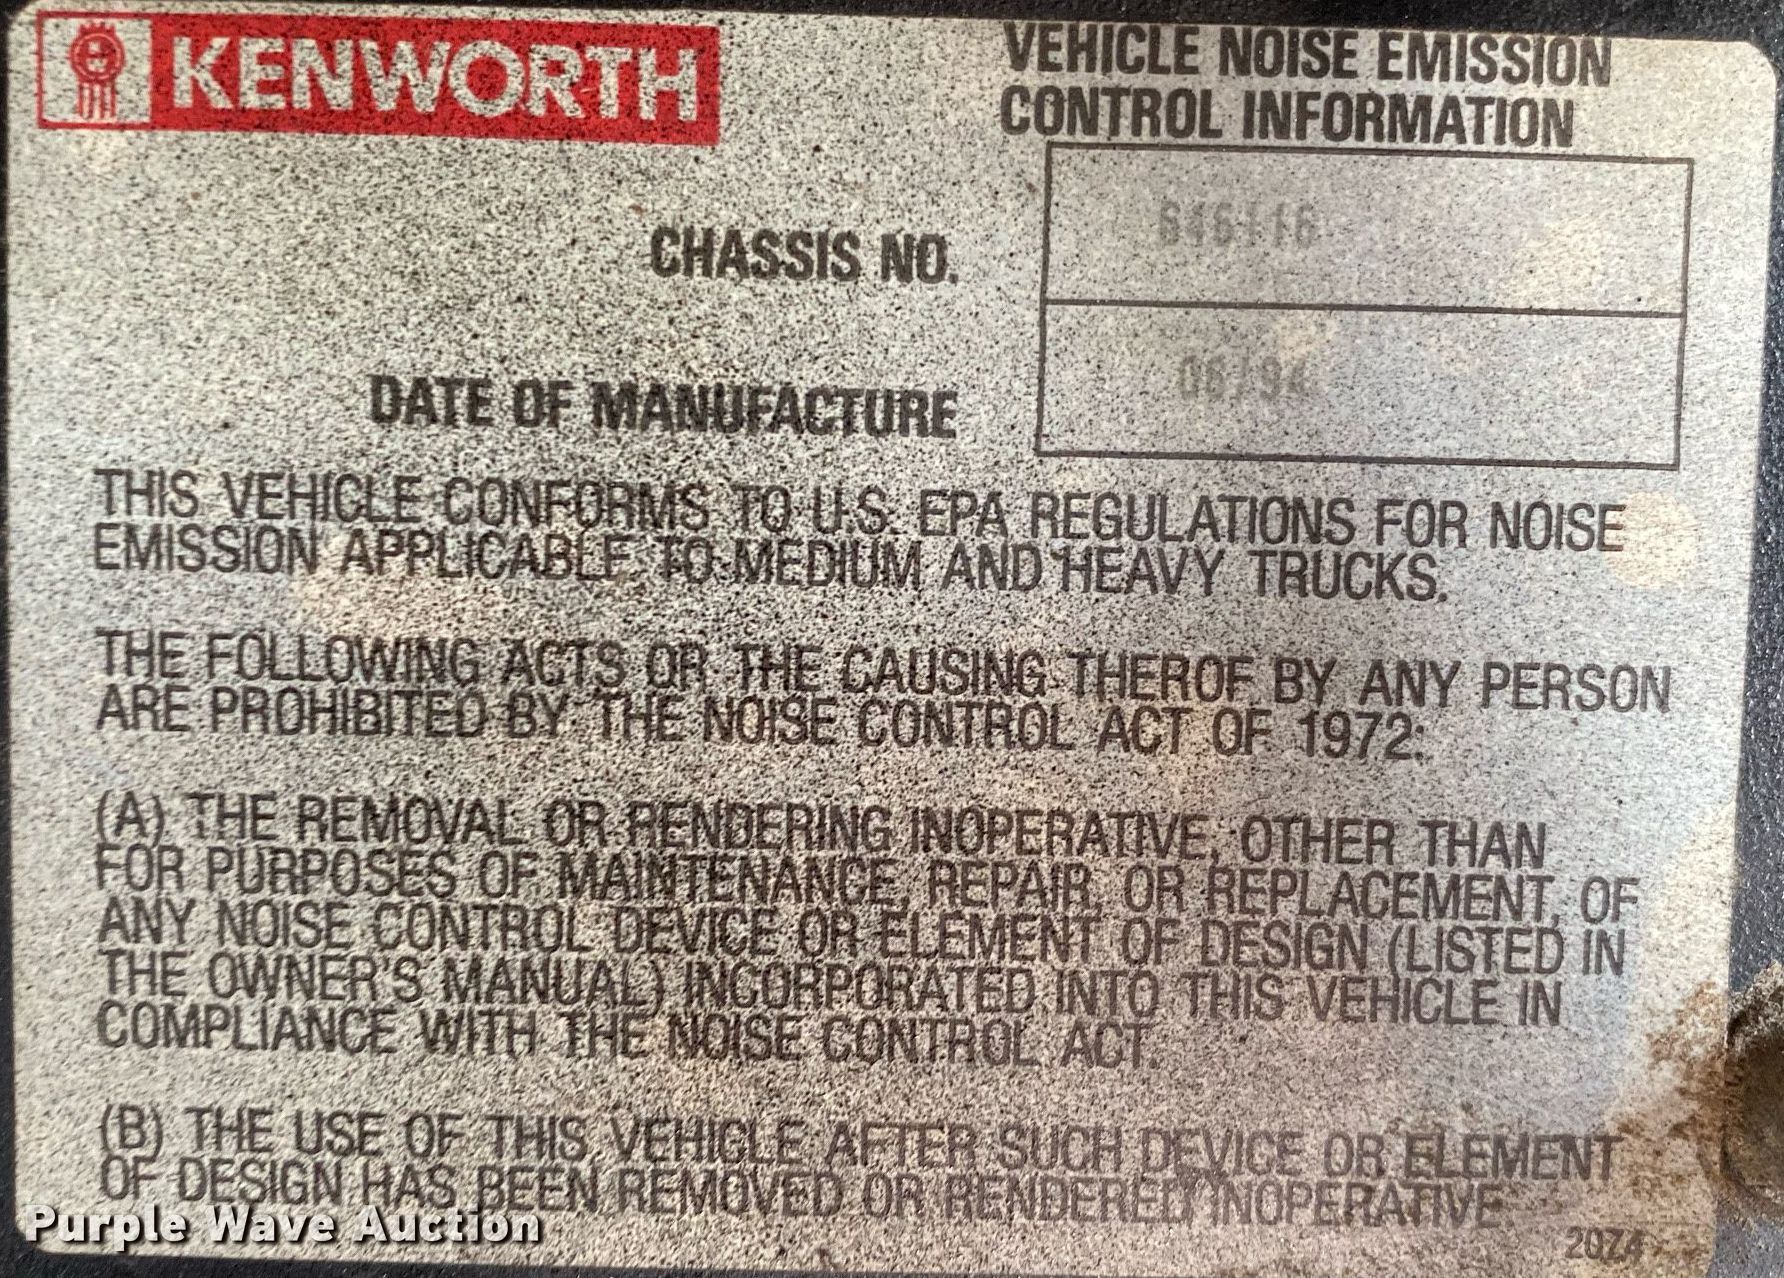 KENWORTH
VEHICLE NOISE EMISSION
CONTROL INFORMATION
CHASSIS NO.
646116
DATE OF MANUFACTURE
THIS VEHICLE CONFORMS TO U.S. EPA REGULATIONS FOR NOISE
EMISSION APPLICABLE TO MEDIUM AND HEAVY TRUCKS.
THE FOLLOWING ACTS OR THE CAUSING THEROF BY ANY PERSON
ARE PROHIBITED BY THE NOISE CONTROL ACT OF 1972:
(A) THE REMOVAL OR RENDERING INOPERATIVE, OTHER THAN
FOR PURPOSES OF MAINTENANCE, REPAIR, OR REPLACEMENT, OF
ANY NOISE CONTROL DEVICE OR ELEMENT OF DESIGN (LISTED IN
THE OWNER'S MANUAL) INCORPORATED INTO THIS VEHICLE IN
COMPLIANCE WITH THE NOISE CONTROL ACT.
(B) THE USE OF THIS VEHICLE AFTER SUCH DEVICE OR ELEMENT
OF DESIGN HAS BEEN REMOVED OR RENDERED INOPERATIVE
Purple Wave Auction